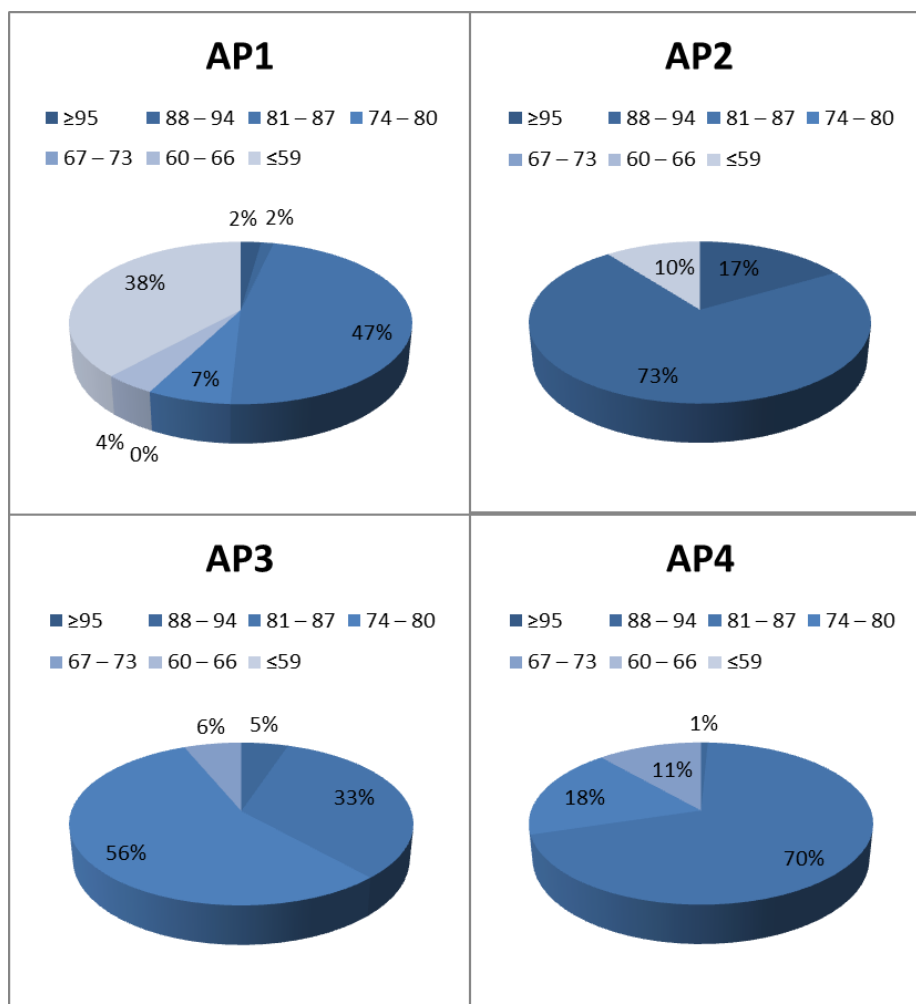 AP1
≥95 88 – 94 81 – 87 74 – 80
67 – 73 60 – 66 ≤59
2% 2%
38%
47%
7%
4%
0%
AP2
≥95 88 – 94 81 – 87 74 – 80
67 – 73 60 – 66 ≤59
10% 17%
73%
AP3
≥95 88 – 94 81 – 87 74 – 80
67 – 73 60 – 66 ≤59
6% 5%
33%
56%
AP4
≥95 88 – 94 81 – 87 74 – 80
67 – 73 60 – 66 ≤59
1%
11%
18%
70%